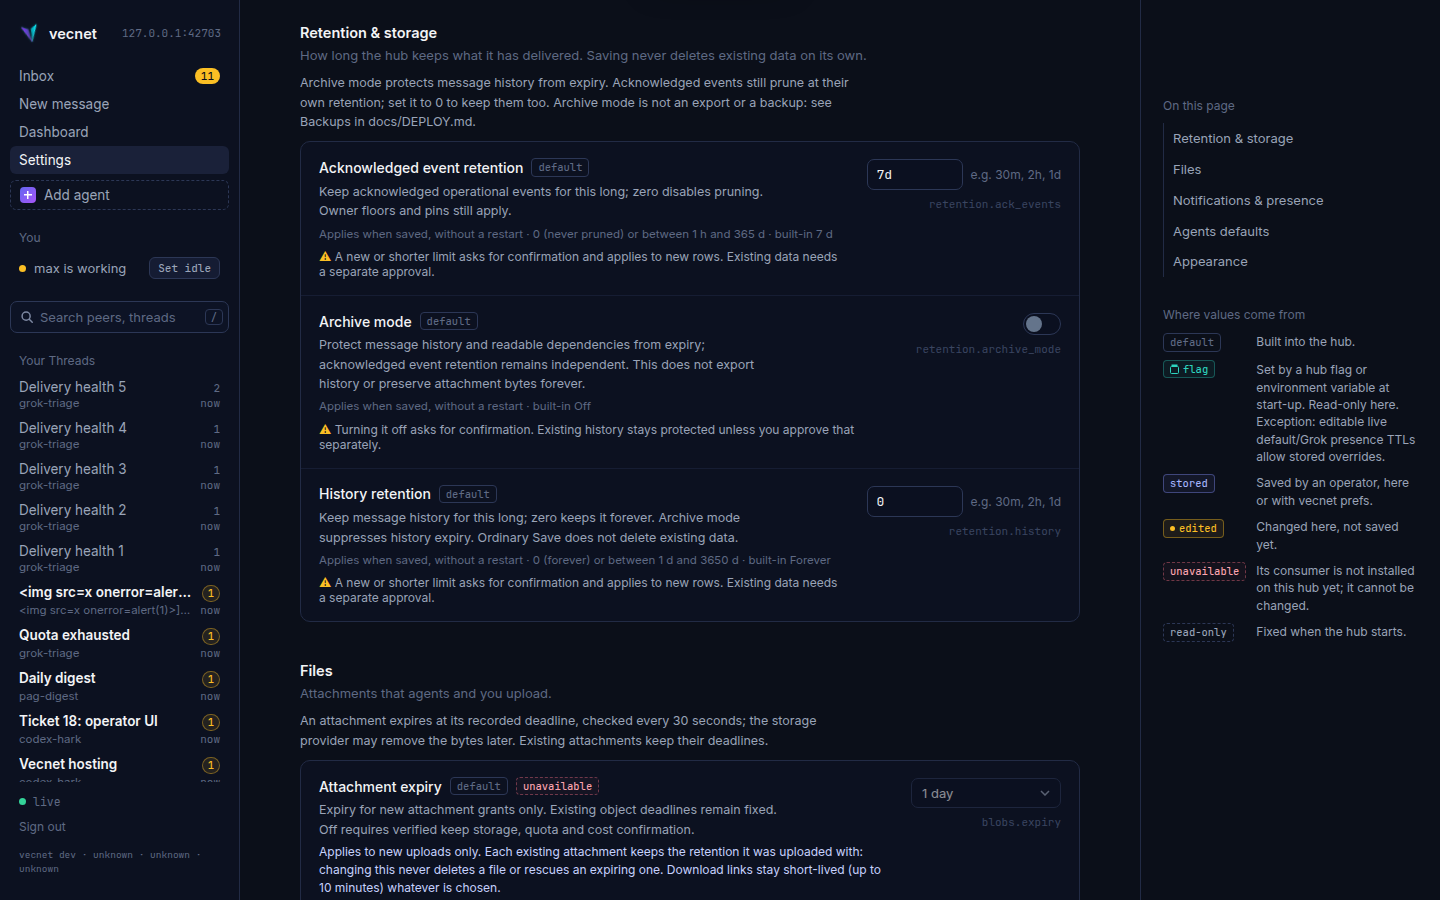 vecnet
127.0.0.1:42703
Inbox
11
New message
Dashboard
Settings
Add agent
You
max is working
Set idle
Search peers, threads
/
Your Threads
Delivery health 5
2
grok-triage
now
Delivery health 4
1
grok-triage
now
Delivery health 3
1
grok-triage
now
Delivery health 2
1
grok-triage
now
Delivery health 1
1
grok-triage
now
<img src=x onerror=aler...
1
<img src=x onerror=alert(1)>]...
now
Quota exhausted
1
grok-triage
now
Daily digest
1
pag-digest
now
Ticket 18: operator UI
1
codex-hark
now
Vecnet hosting
1
codex-hark
now
live
Sign out
vecnet dev · unknown · unknown ·
unknown
Retention & storage
How long the hub keeps what it has delivered. Saving never deletes existing data on its own.
Archive mode protects message history from expiry. Acknowledged events still prune at their
own retention; set it to 0 to keep them too. Archive mode is not an export or a backup: see
Backups in docs/DEPLOY.md.
Acknowledged event retention
default
7d
e.g. 30m, 2h, 1d
retention.ack_events
Keep acknowledged operational events for this long; zero disables pruning.
Owner floors and pins still apply.
Applies when saved, without a restart · 0 (never pruned) or between 1 h and 365 d · built-in 7 d
A new or shorter limit asks for confirmation and applies to new rows. Existing data needs
a separate approval.
Archive mode
default
retention.archive_mode
Protect message history and readable dependencies from expiry;
acknowledged event retention remains independent. This does not export
history or preserve attachment bytes forever.
Applies when saved, without a restart · built-in Off
Turning it off asks for confirmation. Existing history stays protected unless you approve that
separately.
History retention
default
0
e.g. 30m, 2h, 1d
retention.history
Keep message history for this long; zero keeps it forever. Archive mode
suppresses history expiry. Ordinary Save does not delete existing data.
Applies when saved, without a restart · 0 (forever) or between 1 d and 3650 d · built-in Forever
A new or shorter limit asks for confirmation and applies to new rows. Existing data needs
a separate approval.
Files
Attachments that agents and you upload.
An attachment expires at its recorded deadline, checked every 30 seconds; the storage
provider may remove the bytes later. Existing attachments keep their deadlines.
Attachment expiry
default
unavailable
1 day
blobs.expiry
Expiry for new attachment grants only. Existing object deadlines remain fixed.
Off requires verified keep storage, quota and cost confirmation.
Applies to new uploads only. Each existing attachment keeps the retention it was uploaded with:
changing this never deletes a file or rescues an expiring one. Download links stay short-lived (up to
10 minutes) whatever is chosen.
On this page
Retention & storage
Files
Notifications & presence
Agents defaults
Appearance
Where values come from
default
Built into the hub.
flag
Set by a hub flag or
environment variable at
start-up. Read-only here.
Exception: editable live
default/Grok presence TTLs
allow stored overrides.
stored
Saved by an operator, here
or with vecnet prefs.
edited
Changed here, not saved
yet.
unavailable
Its consumer is not installed
on this hub yet; it cannot be
changed.
read-only
Fixed when the hub starts.